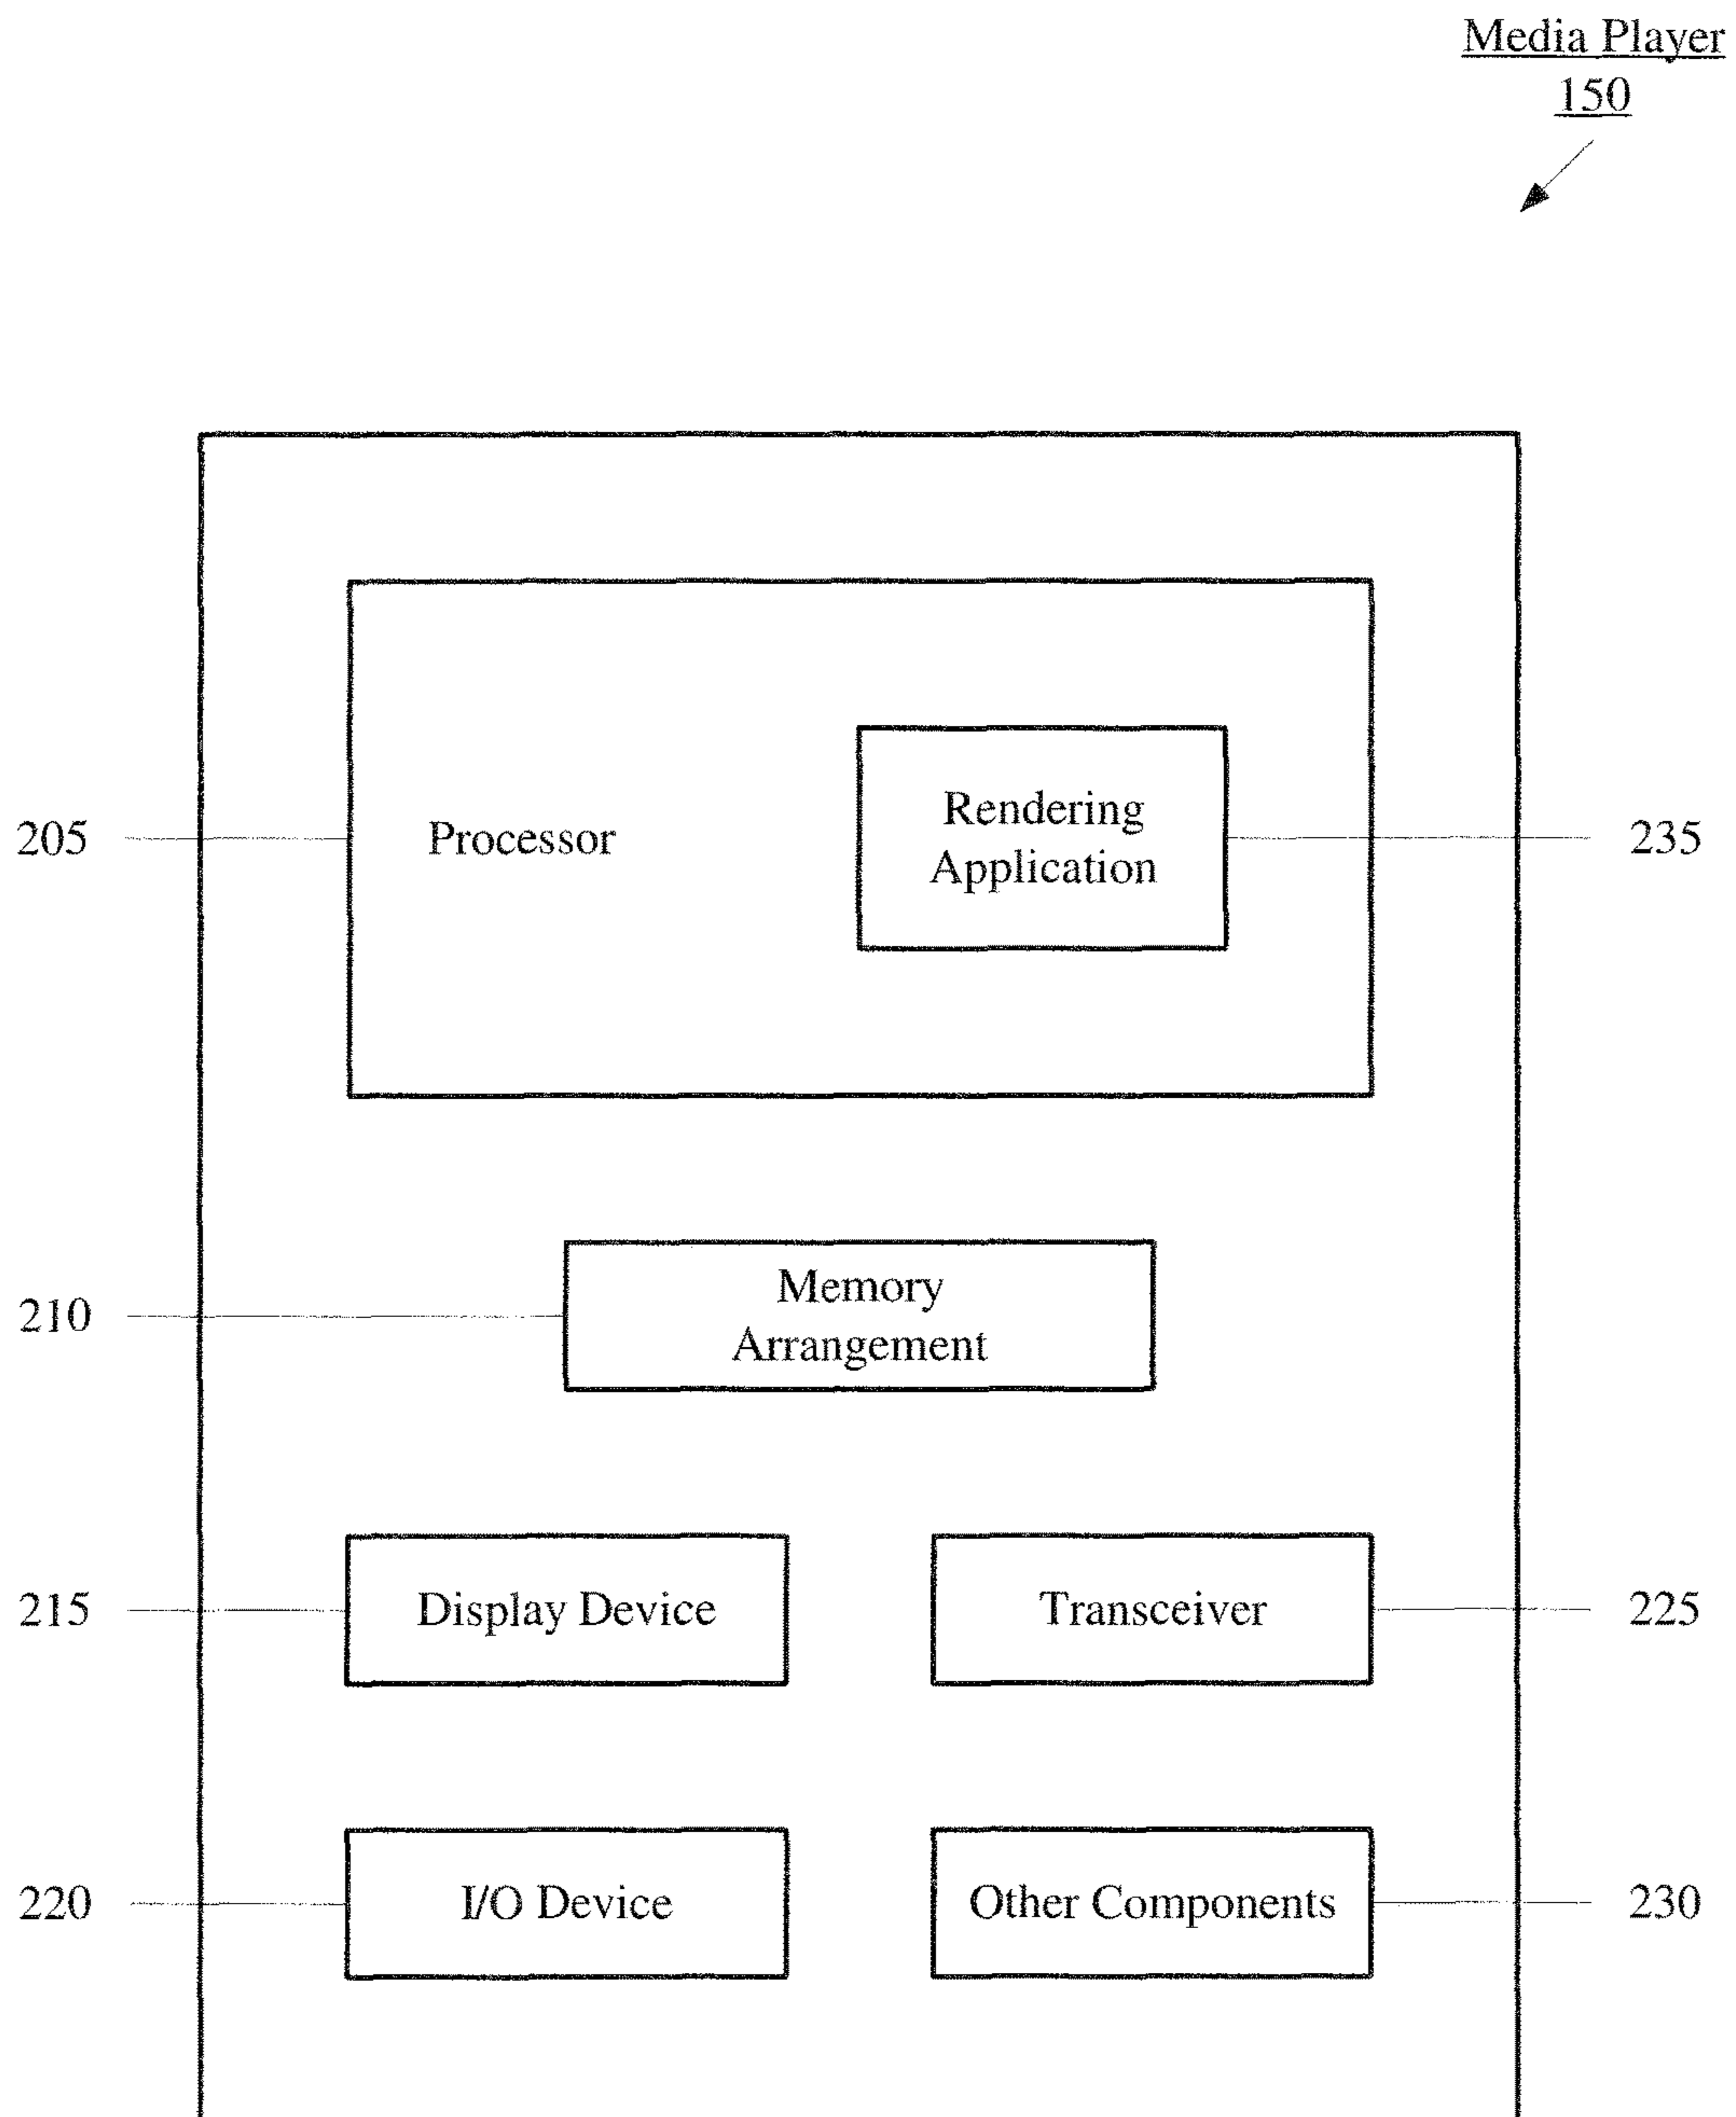 Media Player
150
205
Processor
Rendering
Application
235
210
Memory
Arrangement
215
Display Device
Transceiver
225
220
I/O Device
Other Components
230